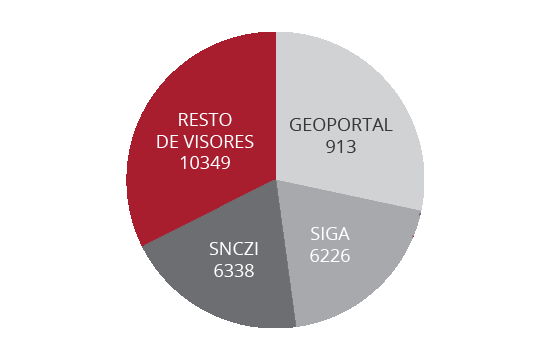 RESTO
DE VISORES
10349
GEOPORTAL
913
SIGA
6226
SNCZI
6338